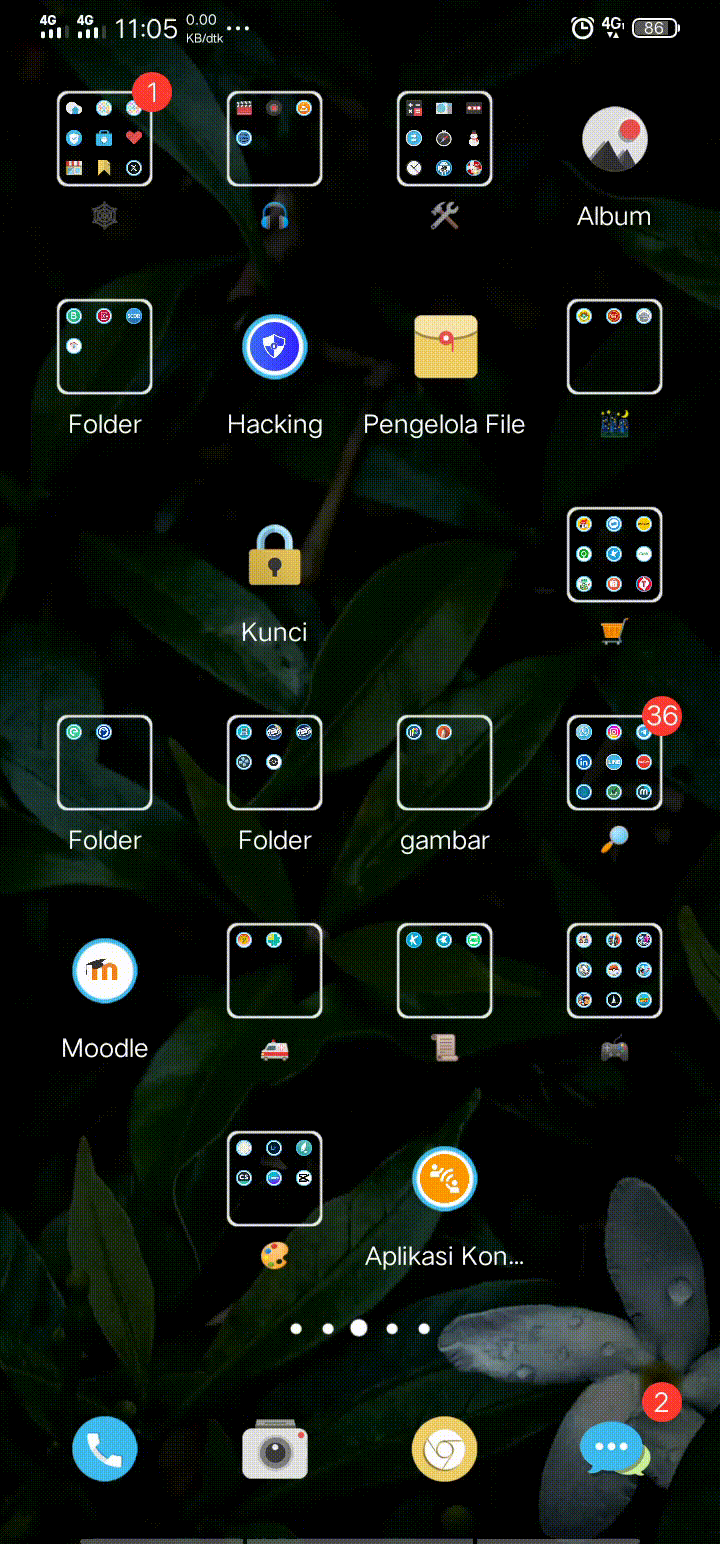 4G 4G 11:05 0.00 KB/dtk ... 4G 86
1
Album
Folder Hacking Pengelola File
Kunci
36
Folder Folder gambar
Moodle
Aplikasi Kon...
2